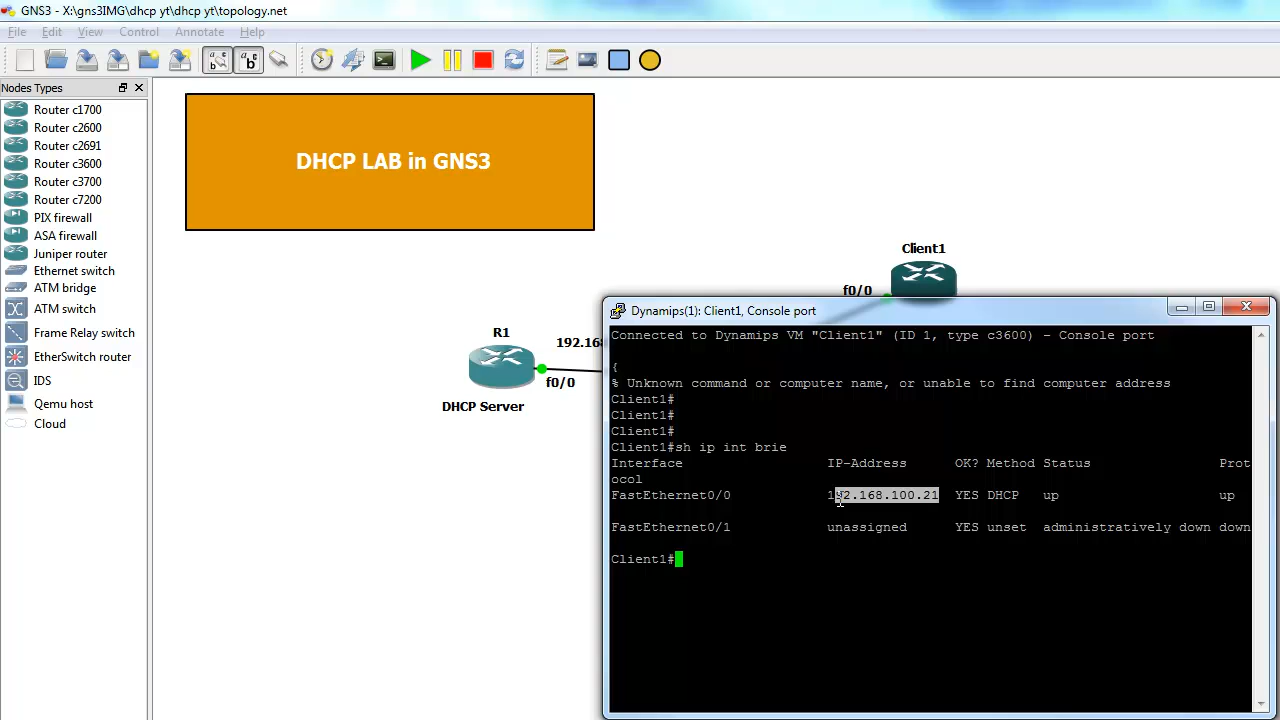 GNS3 - X:\gns3IMG\dhcp yt\dhcp yt\topology.net
File Edit View Control Annotate Help
Nodes Types
Router c1700
Router c2600
Router c2691
Router c3600
Router c3700
Router c7200
PIX firewall
ASA firewall
Juniper router
Ethernet switch
ATM bridge
ATM switch
Frame Relay switch
EtherSwitch router
IDS
Qemu host
Cloud
DHCP LAB in GNS3
Client1
f0/0
R1
192.168
f0/0
DHCP Server
Dynamips(1): Client1, Console port
Connected to Dynamips VM "Client1" (ID 1, type c3600) - Console port
{
% Unknown command or computer name, or unable to find computer address
Client1#
Client1#
Client1#
Client1#sh ip int brie
Interface IP-Address OK? Method Status Prot
ocol
FastEthernet0/0 192.168.100.21 YES DHCP up up
FastEthernet0/1 unassigned YES unset administratively down down
Client1#